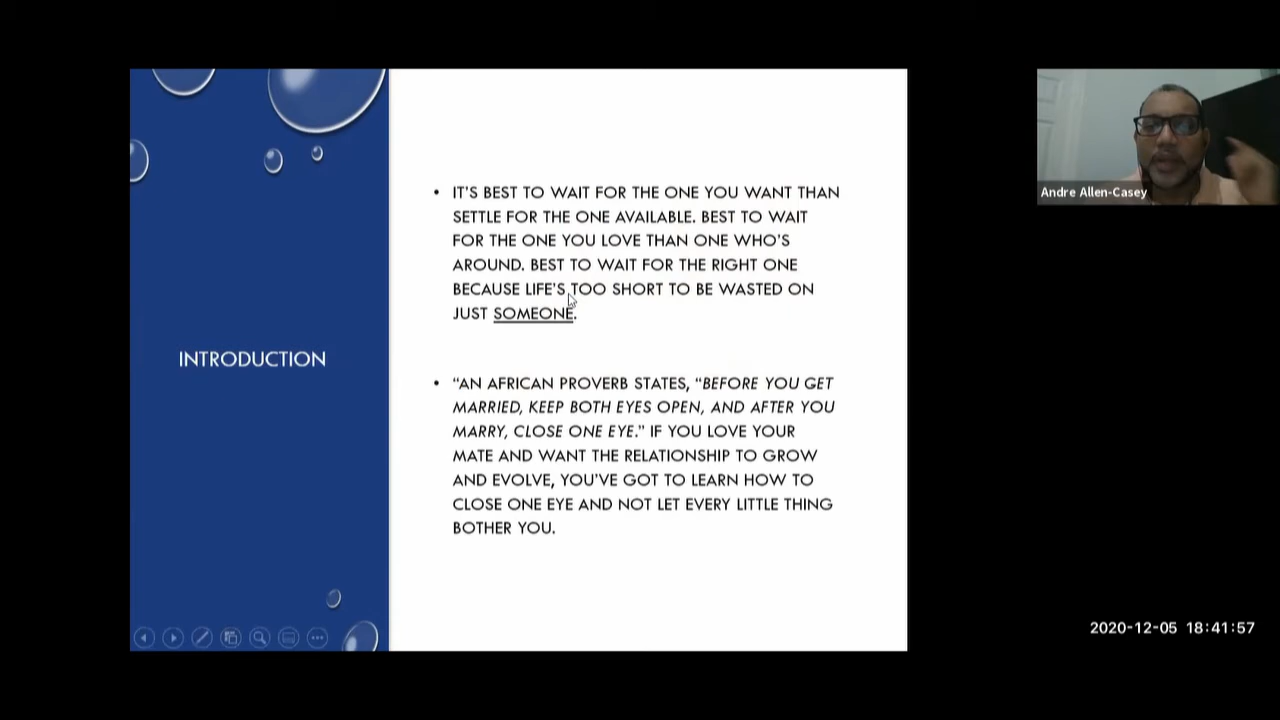 INTRODUCTION
• IT'S BEST TO WAIT FOR THE ONE YOU WANT THAN
SETTLE FOR THE ONE AVAILABLE. BEST TO WAIT
FOR THE ONE YOU LOVE THAN ONE WHO'S
AROUND. BEST TO WAIT FOR THE RIGHT ONE
BECAUSE LIFE'S TOO SHORT TO BE WASTED ON
JUST SOMEONE.
• “AN AFRICAN PROVERB STATES, “BEFORE YOU GET
MARRIED, KEEP BOTH EYES OPEN, AND AFTER YOU
MARRY, CLOSE ONE EYE.” IF YOU LOVE YOUR
MATE AND WANT THE RELATIONSHIP TO GROW
AND EVOLVE, YOU'VE GOT TO LEARN HOW TO
CLOSE ONE EYE AND NOT LET EVERY LITTLE THING
BOTHER YOU.
Andre Allen-Casey
2020-12-05 18:41:57